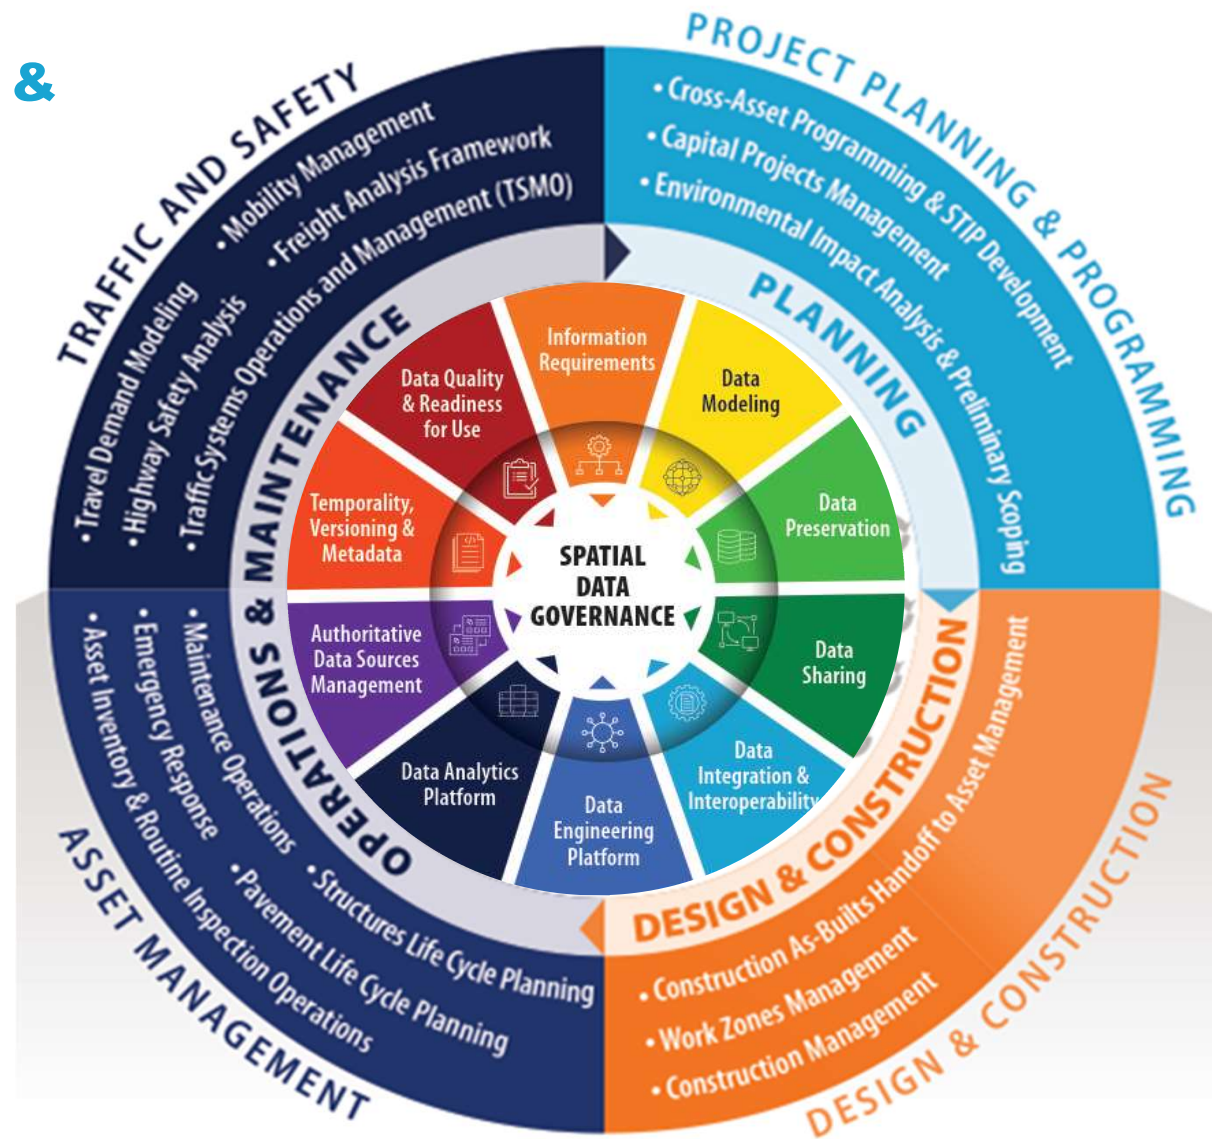 &
TRAFFIC AND SAFETY
• Mobility Management
• Freight Analysis Framework
• Travel Demand Modeling
• Highway Safety Analysis
• Traffic Systems Operations and Management (TSMO)
PROJECT PLANNING & PROGRAMMING
• Cross-Asset Programming & STIP Development
• Capital Projects Management
• Environmental Impact Analysis & Preliminary Scoping
PLANNING
OPERATIONS & MAINTENANCE
DESIGN & CONSTRUCTION
Information
Requirements
Data
Modeling
Data
Preservation
Data
Sharing
Data
Integration &
Interoperability
Data
Engineering
Platform
Data Analytics
Platform
Authoritative
Data Sources
Management
Temporality,
Versioning &
Metadata
Data Quality
& Readiness
for Use
SPATIAL
DATA
GOVERNANCE
ASSET MANAGEMENT
• Maintenance Operations
• Emergency Response
• Asset Inventory & Routine Inspection Operations
• Structures Life Cycle Planning
• Pavement Life Cycle Planning
DESIGN & CONSTRUCTION
• Construction As-Builts Handoff to Asset Management
• Work Zones Management
• Construction Management